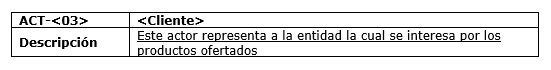 ACT-<03> <Cliente>
Descripción Este actor representa a la entidad la cual se interesa por los
productos ofertados